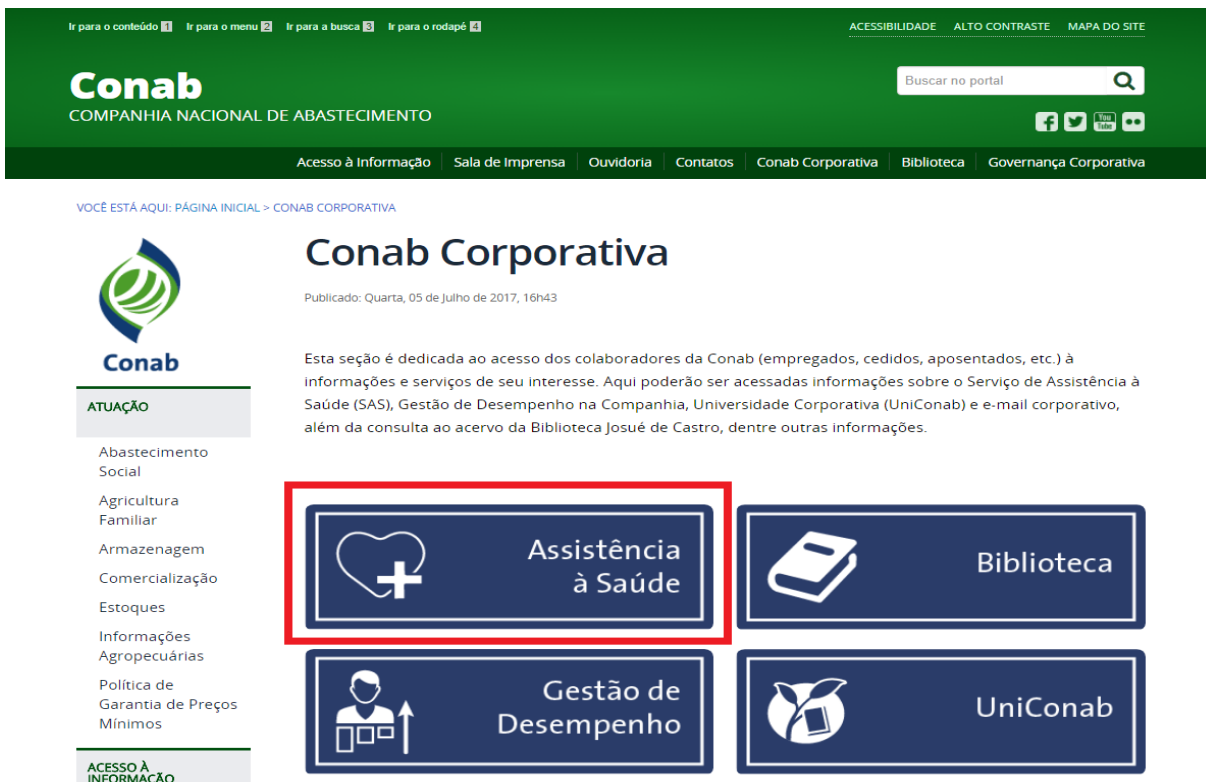 Ir para o conteúdo 1 Ir para o menu 2 Ir para a busca 3 Ir para o rodapé 4
ACESSIBILIDADE ALTO CONTRASTE MAPA DO SITE
Conab
COMPANHIA NACIONAL DE ABASTECIMENTO
Buscar no portal
You Tube
Acesso à Informação Sala de Imprensa Ouvidoria Contatos Conab Corporativa Biblioteca Governança Corporativa
VOCÊ ESTÁ AQUI: PÁGINA INICIAL > CONAB CORPORATIVA
Conab
ATUAÇÃO
Abastecimento
Social
Agricultura
Familiar
Armazenagem
Comercialização
Estoques
Informações
Agropecuárias
Política de
Garantia de Preços
Mínimos
ACESSO À
INFORMAÇÃO
Conab Corporativa
Publicado: Quarta, 05 de Julho de 2017, 16h43
Esta seção é dedicada ao acesso dos colaboradores da Conab (empregados, cedidos, aposentados, etc.) à
informações e serviços de seu interesse. Aqui poderão ser acessadas informações sobre o Serviço de Assistência à
Saúde (SAS), Gestão de Desempenho na Companhia, Universidade Corporativa (UniConab) e e-mail corporativo,
além da consulta ao acervo da Biblioteca Josué de Castro, dentre outras informações.
Assistência
à Saúde
Biblioteca
Gestão de
Desempenho
UniConab